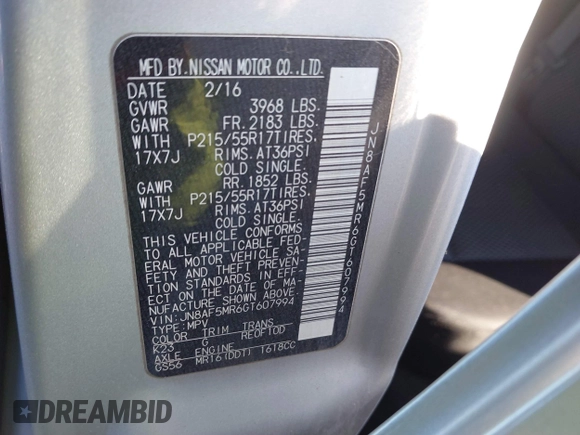 MFD BY.NISSAN MOTOR CO.,LTD.
DATE 2/16
GVWR 3968 LBS.
GAWR FR. 2183 LBS.
WITH P215/55R17TIRES.
17X7J RIMS. AT36PSI
COLD SINGLE.
GAWR RR. 1852 LBS.
WITH P215/55R17TIRES.
17X7J RIMS. AT36PSI
COLD SINGLE.
THIS VEHICLE CONFORMS
TO ALL APPLICABLE FED-
ERAL MOTOR VEHICLE SA-
FETY AND THEFT PREVEN-
TION STANDARDS IN EFF-
ECT ON THE DATE OF MA-
NUFACTURE SHOWN ABOVE.
VIN: JN8AF5MR6GT607994
TYPE: MPV
COLOR TRIM TRANS
K23 G RE0F10D
AXLE ENGINE
GS56 MR16(DDT) 1618CC
JN8AF5MR6GT607994
DREAMBID